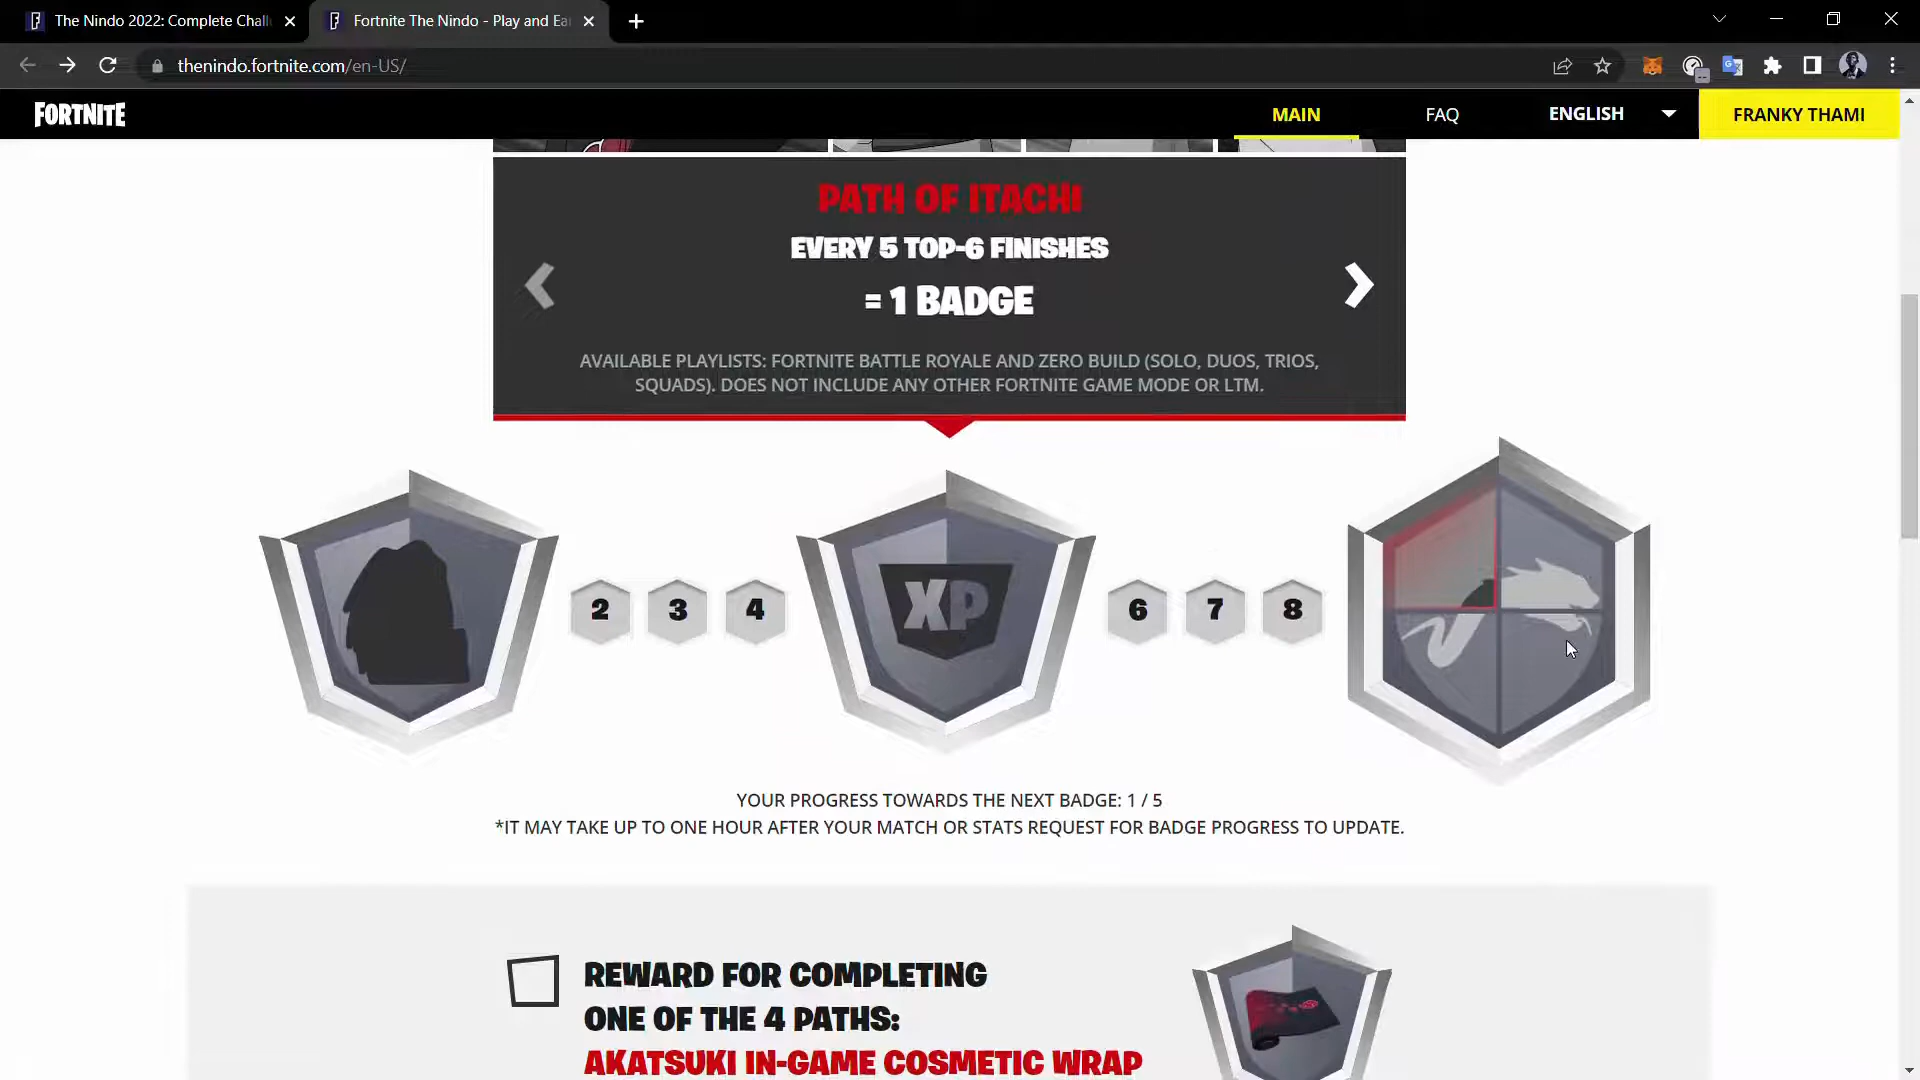 The Nindo 2022: Complete Chall
Fortnite The Nindo - Play and Ea
thenindo.fortnite.com/en-US/
FORTNITE
MAIN
FAQ
ENGLISH
FRANKY THAMI
PATH OF ITACHI
EVERY 5 TOP-6 FINISHES
= 1 BADGE
AVAILABLE PLAYLISTS: FORTNITE BATTLE ROYALE AND ZERO BUILD (SOLO, DUOS, TRIOS,
SQUADS). DOES NOT INCLUDE ANY OTHER FORTNITE GAME MODE OR LTM.
2 3 4 XP 6 7 8
YOUR PROGRESS TOWARDS THE NEXT BADGE: 1 / 5
*IT MAY TAKE UP TO ONE HOUR AFTER YOUR MATCH OR STATS REQUEST FOR BADGE PROGRESS TO UPDATE.
REWARD FOR COMPLETING
ONE OF THE 4 PATHS:
AKATSUKI IN-GAME COSMETIC WRAP